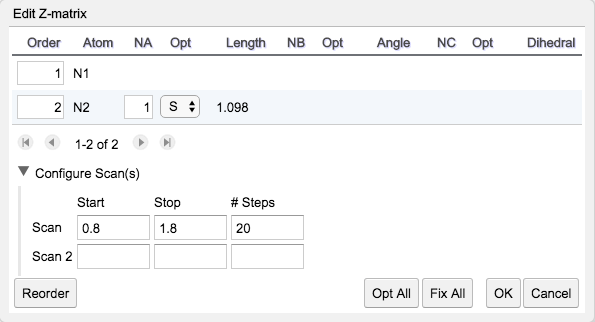 Edit Z-matrix
Order Atom NA Opt Length NB Opt Angle NC Opt Dihedral
1 N1
2 N2 1 S 1.098
1-2 of 2
Configure Scan(s)
Start Stop # Steps
Scan 0.8 1.8 20
Scan 2
Reorder Opt All Fix All OK Cancel